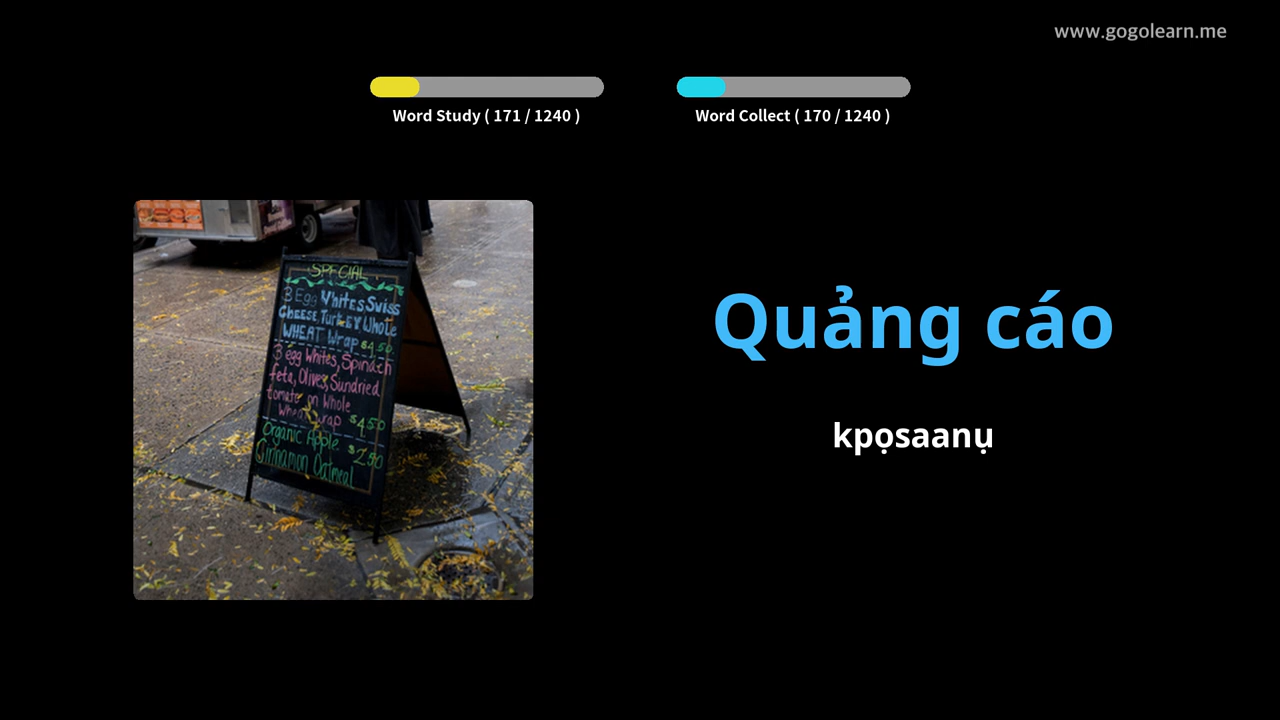 www.gogolearn.me
Word Study ( 171 / 1240 )
Word Collect ( 170 / 1240 )
SPECIAL
3 Egg Whites, Swiss
Cheese, Turkey Whole
WHEAT Wrap $4.50
3 egg Whites, Spinach
feta, Olives, Sundried
tomato on Whole
Wheat wrap $4.50
Organic Apple
Cinnamon Oatmeal $2.50
Quảng cáo
kpọsaanụ